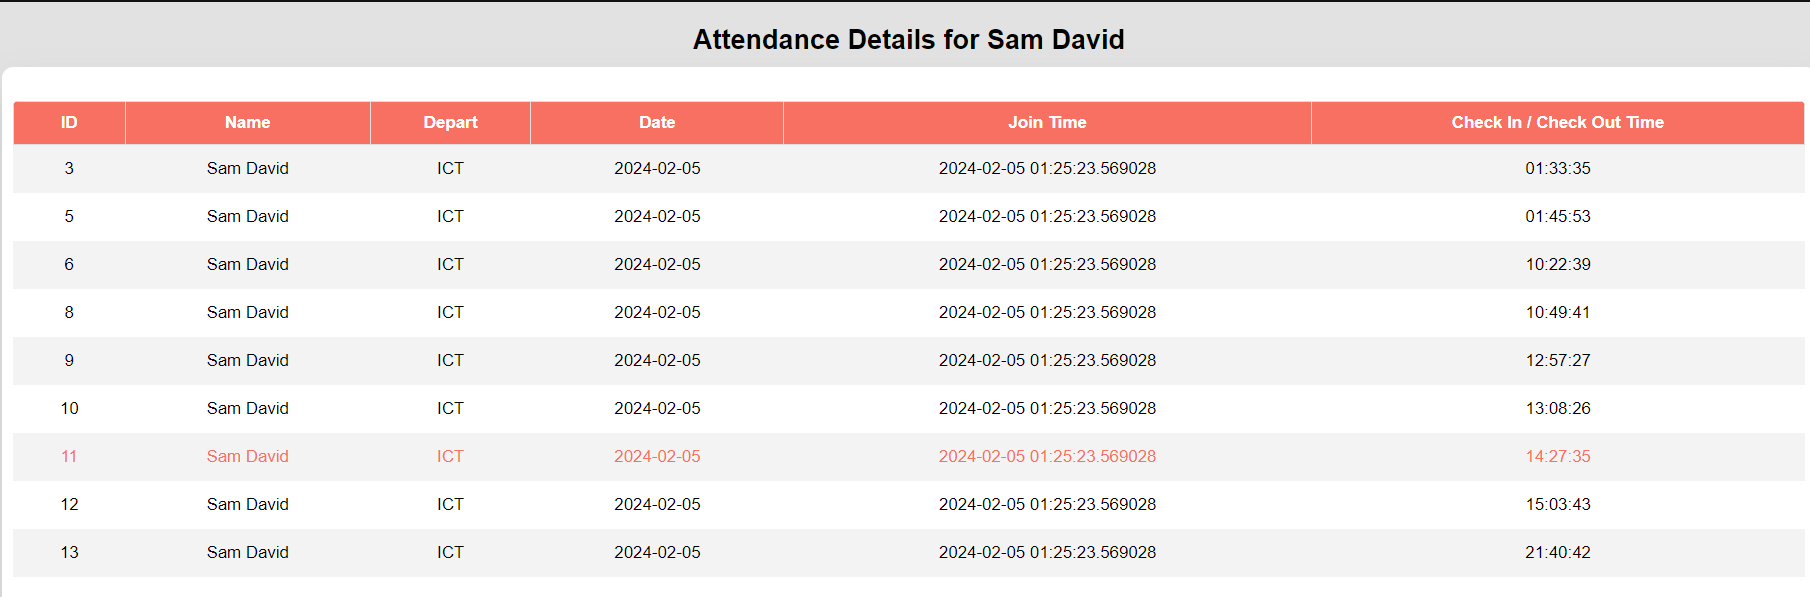 Attendance Details for Sam David
ID Name Depart Date Join Time Check In / Check Out Time
3 Sam David ICT 2024-02-05 2024-02-05 01:25:23.569028 01:33:35
5 Sam David ICT 2024-02-05 2024-02-05 01:25:23.569028 01:45:53
6 Sam David ICT 2024-02-05 2024-02-05 01:25:23.569028 10:22:39
8 Sam David ICT 2024-02-05 2024-02-05 01:25:23.569028 10:49:41
9 Sam David ICT 2024-02-05 2024-02-05 01:25:23.569028 12:57:27
10 Sam David ICT 2024-02-05 2024-02-05 01:25:23.569028 13:08:26
11 Sam David ICT 2024-02-05 2024-02-05 01:25:23.569028 14:27:35
12 Sam David ICT 2024-02-05 2024-02-05 01:25:23.569028 15:03:43
13 Sam David ICT 2024-02-05 2024-02-05 01:25:23.569028 21:40:42